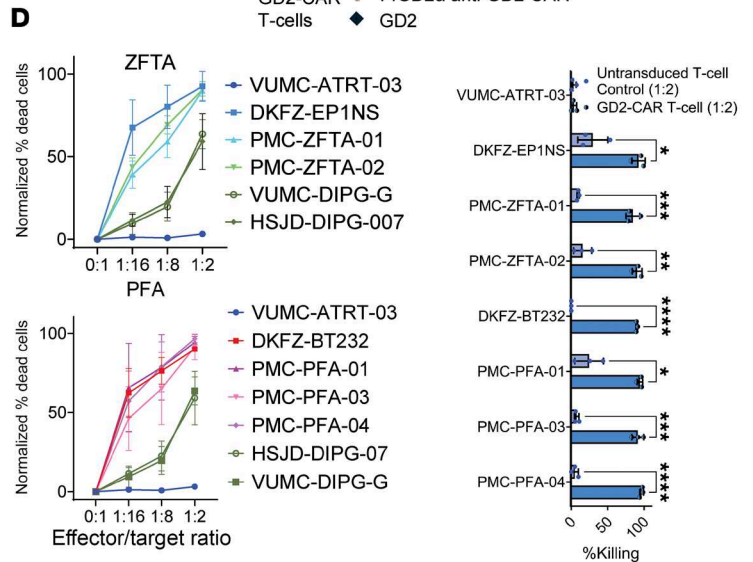 D
T-cells
GD2
ZFTA
Normalized % dead cells
100
50
0
0:1 1:16 1:8 1:2
VUMC-ATRT-03
DKFZ-EP1NS
PMC-ZFTA-01
PMC-ZFTA-02
VUMC-DIPG-G
HSJD-DIPG-007
PFA
Normalized % dead cells
100
50
0
0:1 1:16 1:8 1:2
Effector/target ratio
VUMC-ATRT-03
DKFZ-BT232
PMC-PFA-01
PMC-PFA-03
PMC-PFA-04
HSJD-DIPG-07
VUMC-DIPG-G
Untransduced T-cell
Control (1:2)
GD2-CAR T-cell (1:2)
VUMC-ATRT-03
DKFZ-EP1NS *
PMC-ZFTA-01 ***
PMC-ZFTA-02 **
DKFZ-BT232 ****
PMC-PFA-01 *
PMC-PFA-03 ***
PMC-PFA-04 ****
0 50 100
%Killing